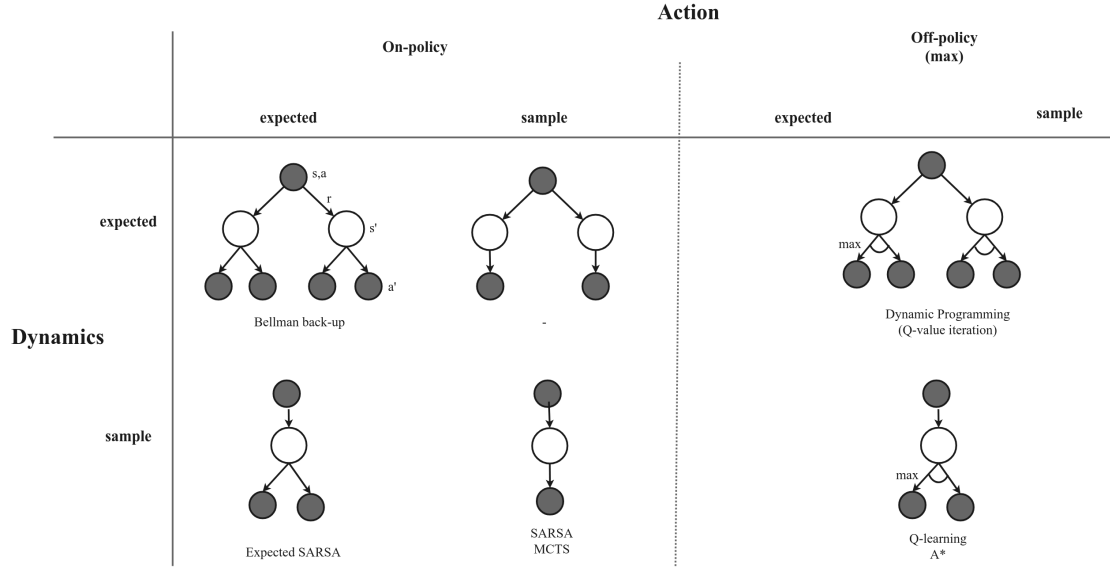 Action
On-policy
Off-policy
(max)
expected
sample
expected
sample
Dynamics
expected
s,a
r
s'
a'
Bellman back-up
-
max
Dynamic Programming
(Q-value iteration)
sample
Expected SARSA
SARSA
MCTS
max
Q-learning
A*